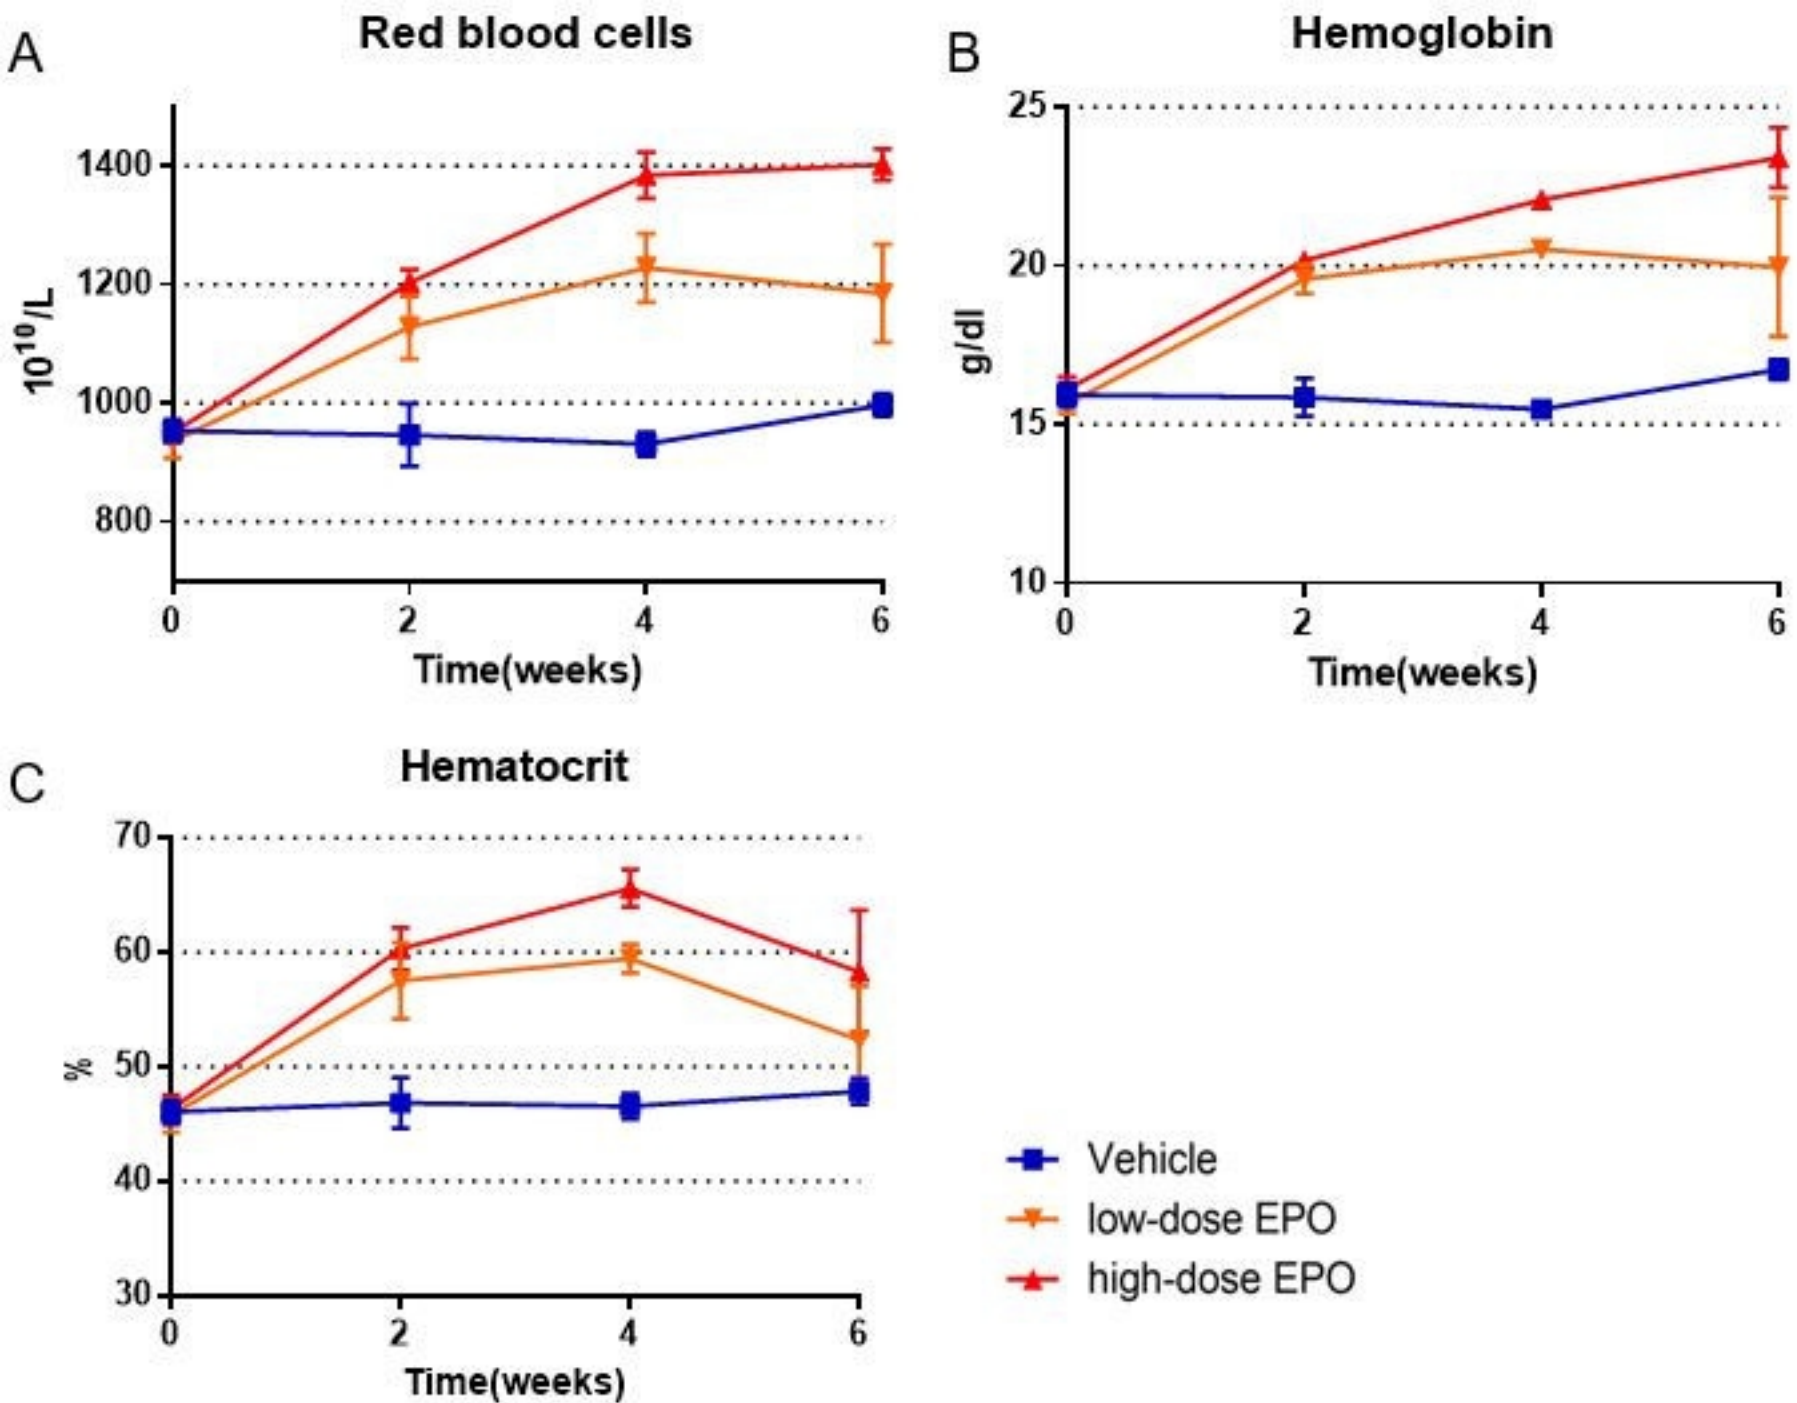 A
Red blood cells
1400
1200
1000
800
10¹⁰/L
0 2 4 6
Time(weeks)
B
Hemoglobin
25
20
15
10
g/dl
0 2 4 6
Time(weeks)
C
Hematocrit
70
60
50
40
30
%
0 2 4 6
Time(weeks)
Vehicle
low-dose EPO
high-dose EPO